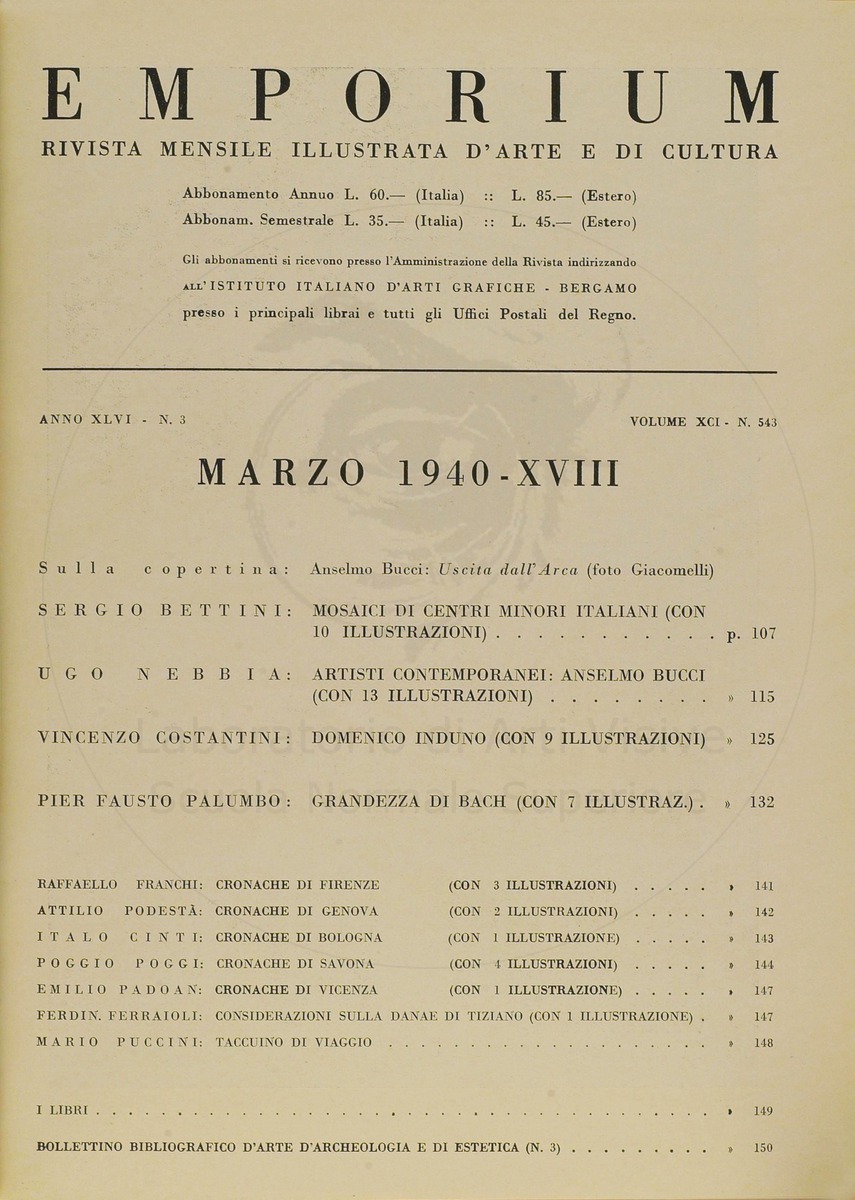 EMPORIUM
RIVISTA MENSILE ILLUSTRATA D'ARTE E DI CULTURA
Abbonamento Annuo L. 60.— (Italia) :: L. 85.— (Estero)
Abbonam. Semestrale L. 35.— (Italia) :: L. 45.— (Estero)
Gli abbonamenti si ricevono presso l'Amministrazione della Rivista indirizzando
ALL'ISTITUTO ITALIANO D'ARTI GRAFICHE - BERGAMO
presso i principali librai e tutti gli Uffici Postali del Regno.
ANNO XLVI - N. 3 VOLUME XCI - N. 543
MARZO 1940-XVIII
Sulla copertina: Anselmo Bucci: Uscita dall'Arca (foto Giacomelli)
SERGIO BETTINI: MOSAICI DI CENTRI MINORI ITALIANI (CON
10 ILLUSTRAZIONI) . . . . . . . . . . . p. 107
UGO NEBBIA: ARTISTI CONTEMPORANEI: ANSELMO BUCCI
(CON 13 ILLUSTRAZIONI) . . . . . . . . » 115
VINCENZO COSTANTINI: DOMENICO INDUNO (CON 9 ILLUSTRAZIONI) » 125
PIER FAUSTO PALUMBO: GRANDEZZA DI BACH (CON 7 ILLUSTRAZ.) . » 132
RAFFAELLO FRANCHI: CRONACHE DI FIRENZE (CON 3 ILLUSTRAZIONI) . . . . . » 141
ATTILIO PODESTÀ: CRONACHE DI GENOVA (CON 2 ILLUSTRAZIONI) . . . . . » 142
ITALO CINTI: CRONACHE DI BOLOGNA (CON 1 ILLUSTRAZIONE) . . . . . » 143
POGGIO POGGI: CRONACHE DI SAVONA (CON 4 ILLUSTRAZIONI) . . . . . » 144
EMILIO PADOAN: CRONACHE DI VICENZA (CON 1 ILLUSTRAZIONE) . . . . . » 147
FERDIN. FERRAIOLI: CONSIDERAZIONI SULLA DANAE DI TIZIANO (CON 1 ILLUSTRAZIONE) . » 147
MARIO PUCCINI: TACCUINO DI VIAGGIO . . . . . . . . . . . . . . . . . . . . » 148
I LIBRI . . . . . . . . . . . . . . . . . . . . . . . . » 149
BOLLETTINO BIBLIOGRAFICO D'ARTE D'ARCHEOLOGIA E DI ESTETICA (N. 3) . . . . . . . . . » 150